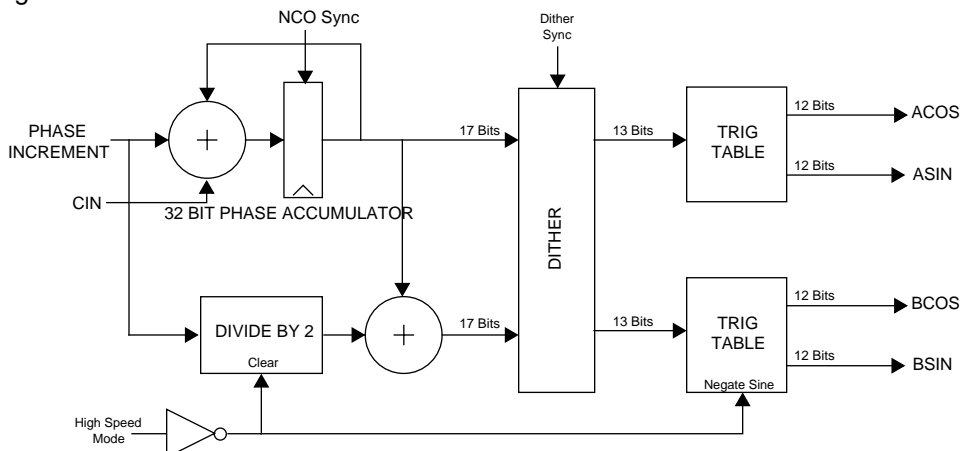 NCO Sync
Dither
Sync
PHASE
INCREMENT
+
CIN
32 BIT PHASE ACCUMULATOR
17 Bits
DITHER
13 Bits
TRIG
TABLE
12 Bits
ACOS
12 Bits
ASIN
DIVIDE BY 2
Clear
+
17 Bits
13 Bits
TRIG
TABLE
Negate Sine
12 Bits
BCOS
12 Bits
BSIN
High Speed
Mode